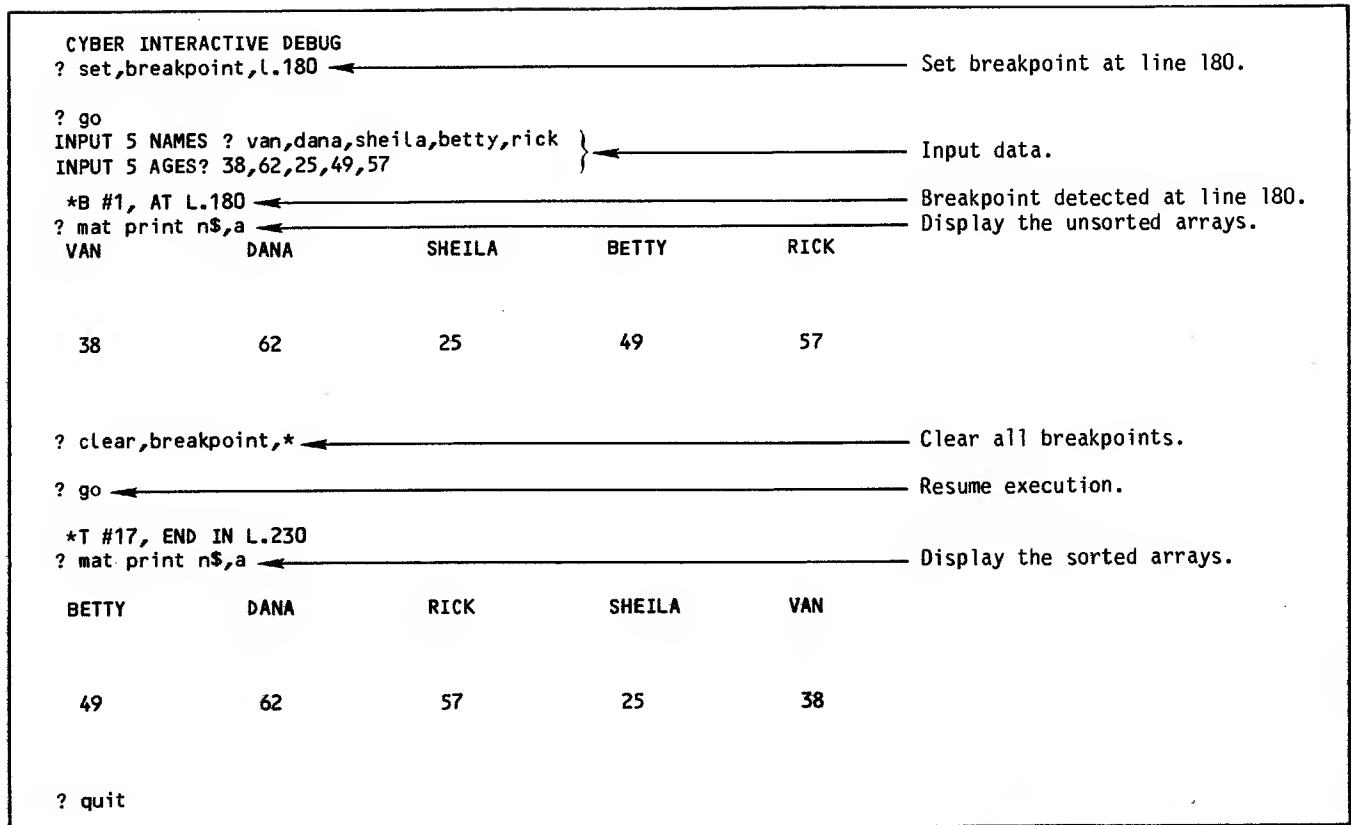 CYBER INTERACTIVE DEBUG
? set,breakpoint,l.180 Set breakpoint at line 180.
? go
INPUT 5 NAMES ? van,dana,sheila,betty,rick
Input data.
INPUT 5 AGES? 38,62,25,49,57
*B #1, AT L.180 Breakpoint detected at line 180.
? mat print n$,a Display the unsorted arrays.
VAN DANA SHEILA BETTY RICK
38 62 25 49 57
? clear,breakpoint,* Clear all breakpoints.
? go Resume execution.
*T #17, END IN L.230
? mat print n$,a Display the sorted arrays.
BETTY DANA RICK SHEILA VAN
49 62 57 25 38
? quit